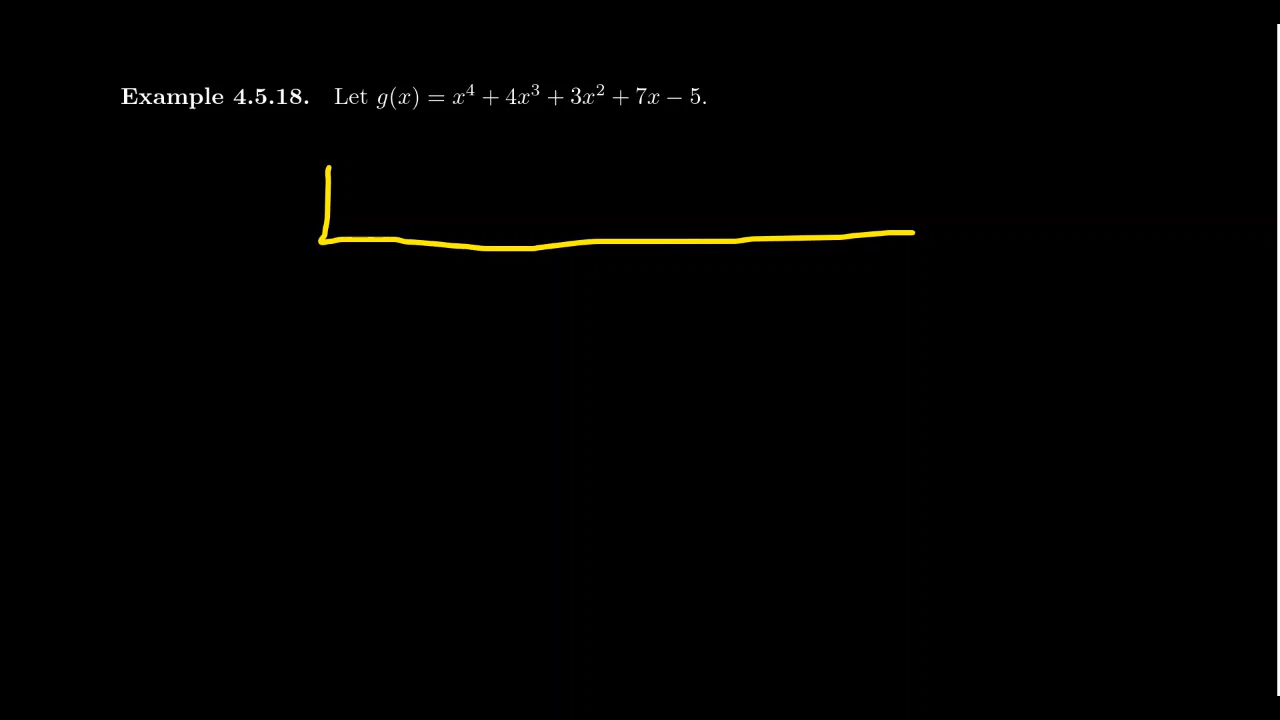 Example 4.5.18. Let g(x) = x⁴ + 4x³ + 3x² + 7x − 5.